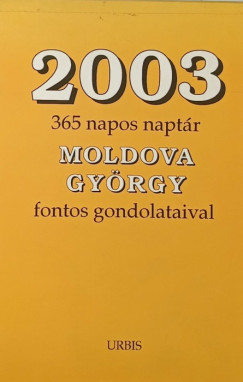 2003
365 napos naptár
MOLDOVA
GYÖRGY
fontos gondolataival
URBIS